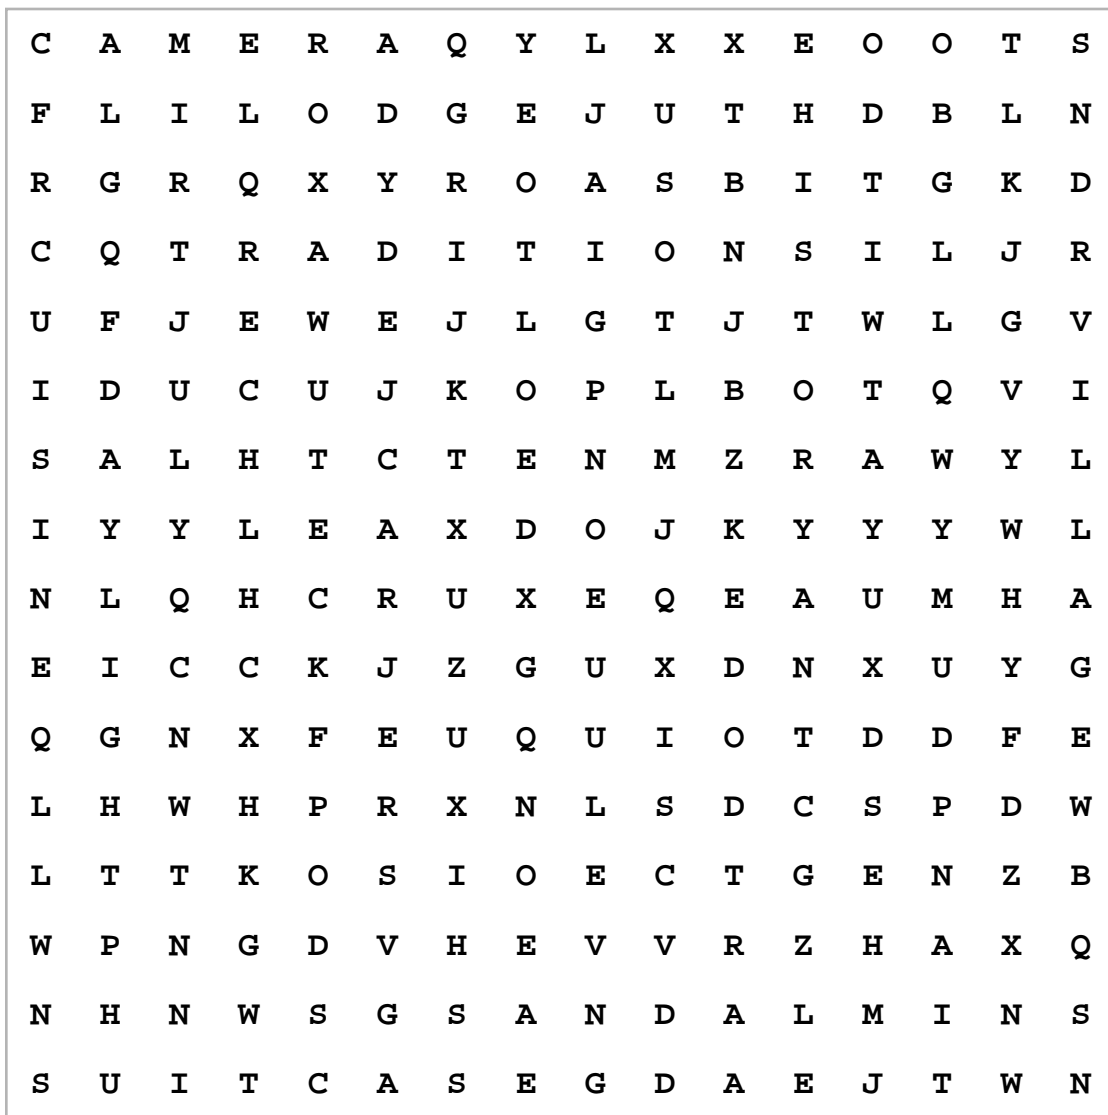 C A M E R A Q Y L X X E O O T S
F L I L O D G E J U T H D B L N
R G R Q X Y R O A S B I T G K D
C Q T R A D I T I O N S I L J R
U F J E W E J L G T J T W L G V
I D U C U J K O P L B O T Q V I
S A L H T C T E N M Z R A W Y L
I Y Y L E A X D O J K Y Y Y W L
N L Q H C R U X E Q E A U M H A
E I C C K J Z G U X D N X U Y G
Q G N X F E U Q U I O T D D F E
L H W H P R X N L S D C S P D W
L T T K O S I O E C T G E N Z B
W P N G D V H E V V R Z H A X Q
N H N W S G S A N D A L M I N S
S U I T C A S E G D A E J T W N